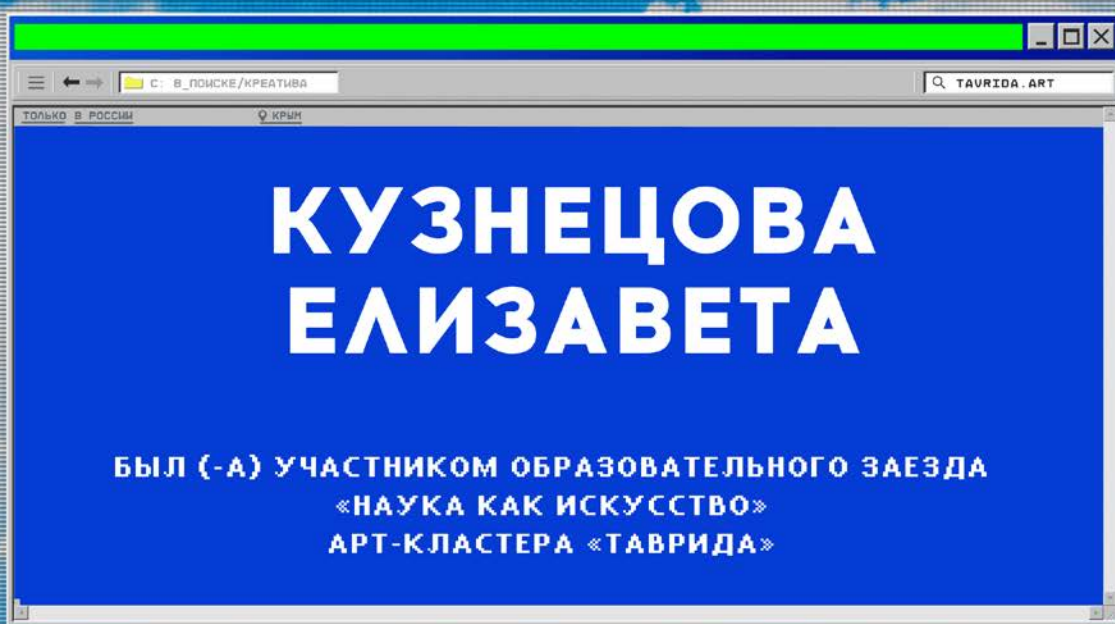 C: В_ПОИСКЕ/КРЕАТИВА
TAVRIDA.ART
ТОЛЬКО В РОССИИ
КРЫМ
КУЗНЕЦОВА
ЕЛИЗАВЕТА
БЫЛ (-А) УЧАСТНИКОМ ОБРАЗОВАТЕЛЬНОГО ЗАЕЗДА
«НАУКА КАК ИСКУССТВО»
АРТ-КЛАСТЕРА «ТАВРИДА»